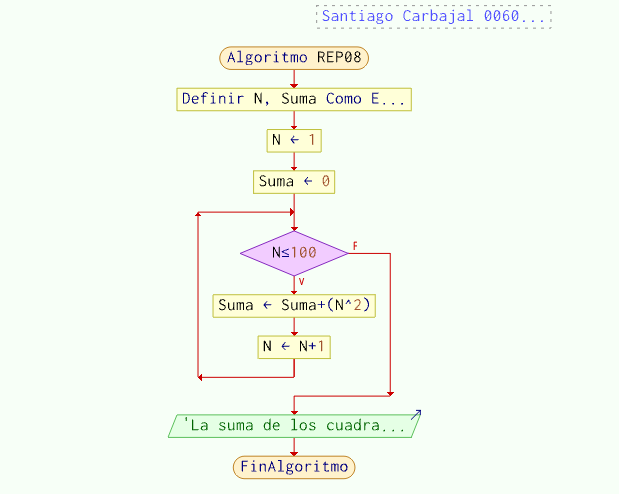 Santiago Carbajal 0060...
Algoritmo REP08
Definir N, Suma Como E...
N ← 1
Suma ← 0
N≤100
F
V
Suma ← Suma+(N^2)
N ← N+1
'La suma de los cuadra...
FinAlgoritmo